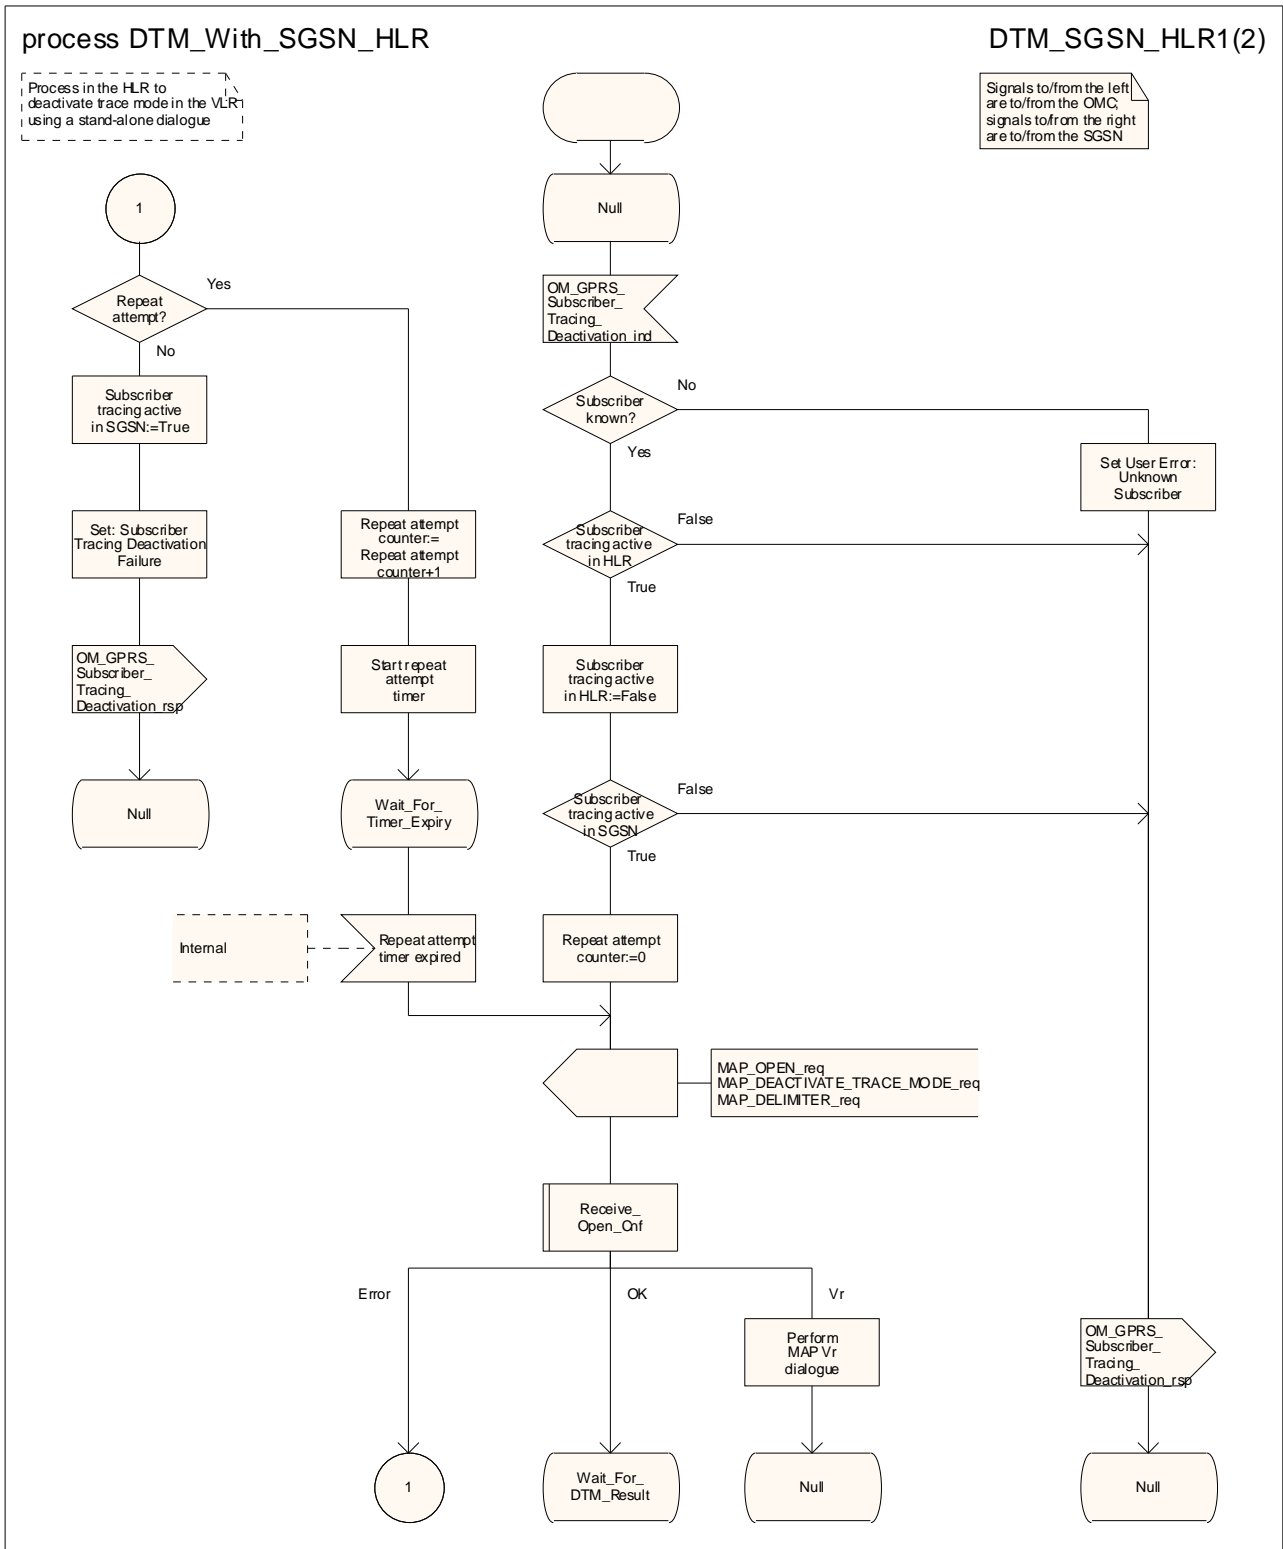 process DTM_With_SGSN_HLR
DTM_SGSN_HLR1(2)
Process in the HLR to
deactivate trace mode in the VLR
using a stand-alone dialogue
Signals to/from the left
are to/from the OMC;
signals to/from the right
are to/from the SGSN
1
Null
Repeat
attempt?
Yes
No
OM_GPRS_
Subscriber_
Tracing_
Deactivation_ind
Subscriber
tracing active
in SGSN:=True
Subscriber
known?
No
Yes
Set User Error:
Unknown
Subscriber
Set: Subscriber
Tracing Deactivation
Failure
Repeat attempt
counter:=
Repeat attempt
counter+1
Subscriber
tracing active
in HLR
False
True
OM_GPRS_
Subscriber_
Tracing_
Deactivation_rsp
Start repeat
attempt
timer
Subscriber
tracing active
in HLR:=False
Null
Wait_For_
Timer_Expiry
Subscriber
tracing active
in SGSN
False
True
Internal
Repeat attempt
timer expired
Repeat attempt
counter:=0
MAP_OPEN_req
MAP_DEACTIVATE_TRACE_MODE_req
MAP_DELIMITER_req
Receive_
Open_Cnf
Error
OK
Vr
Perform
MAP Vr
dialogue
OM_GPRS_
Subscriber_
Tracing_
Deactivation_rsp
1
Wait_For_
DTM_Result
Null
Null